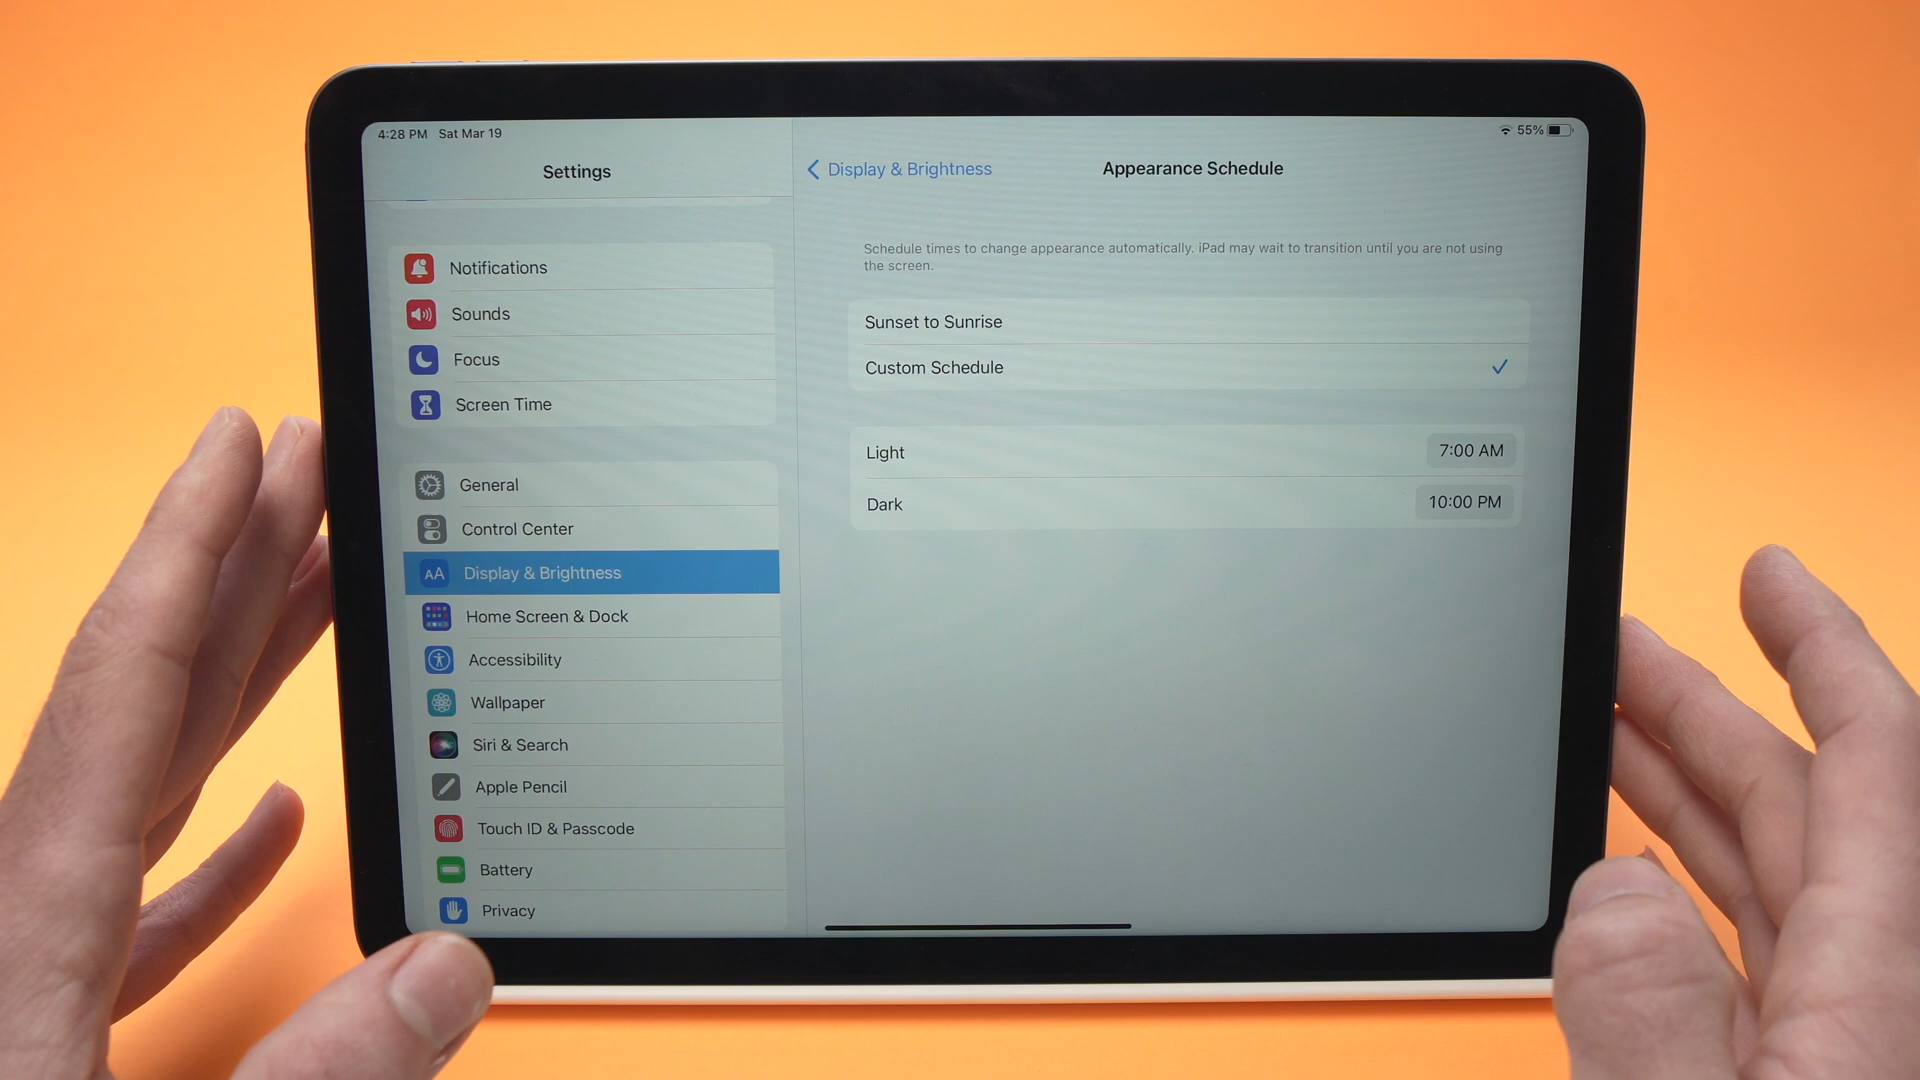 4:28 PM Sat Mar 19
55%
Settings
Notifications
Sounds
Focus
Screen Time
General
Control Center
AA Display & Brightness
Home Screen & Dock
Accessibility
Wallpaper
Siri & Search
Apple Pencil
Touch ID & Passcode
Battery
Privacy
Display & Brightness
Appearance Schedule
Schedule times to change appearance automatically. iPad may wait to transition until you are not using
the screen.
Sunset to Sunrise
Custom Schedule
Light 7:00 AM
Dark 10:00 PM